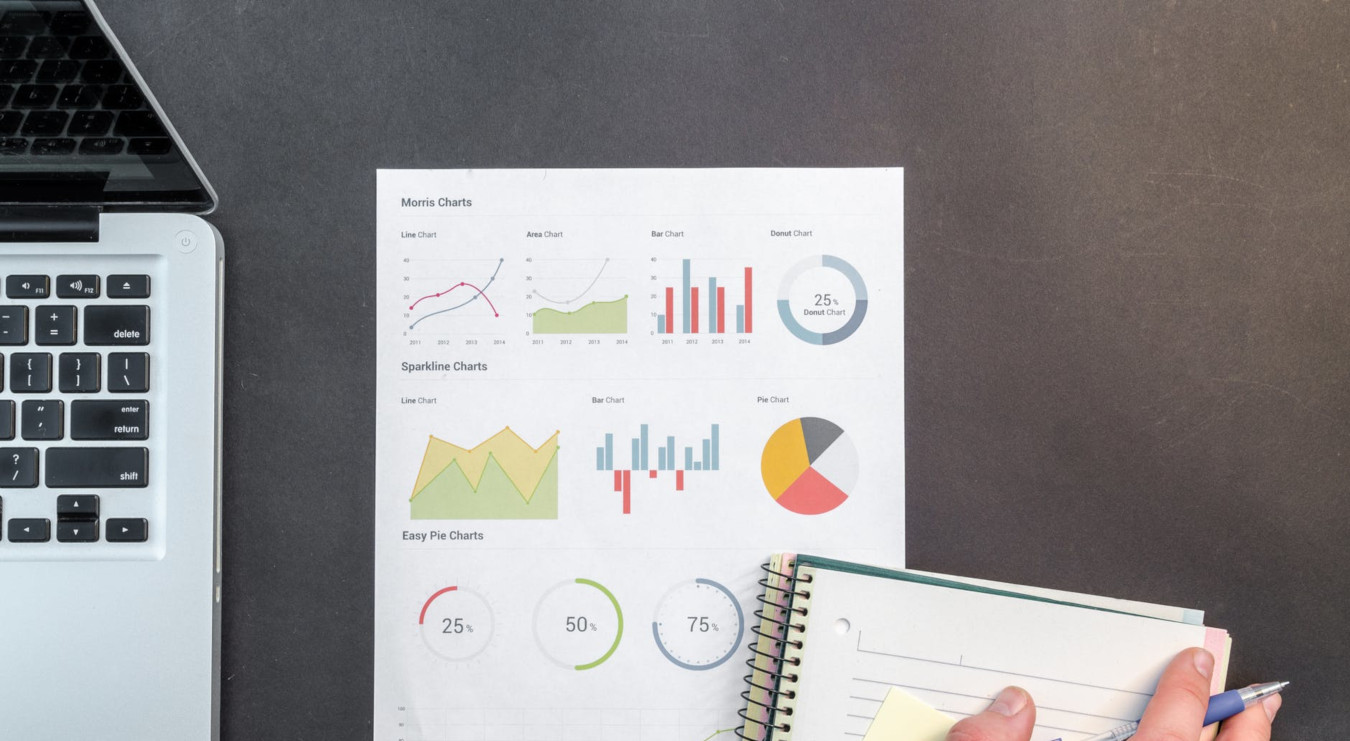 Morris Charts
Line Chart
Area Chart
Bar Chart
Donut Chart
40
30
20
10
0
2011 2012 2013 2014
40
30
20
10
0
2011 2012 2013 2014
40
30
20
10
0
2011 2012 2013 2014
25%
Donut Chart
Sparkline Charts
Line Chart
Bar Chart
Pie Chart
Easy Pie Charts
25%
50%
75%
100
90
F11
F12
- + delete
_ =
{ } |
[ ] \
" enter
' return
? shift
/